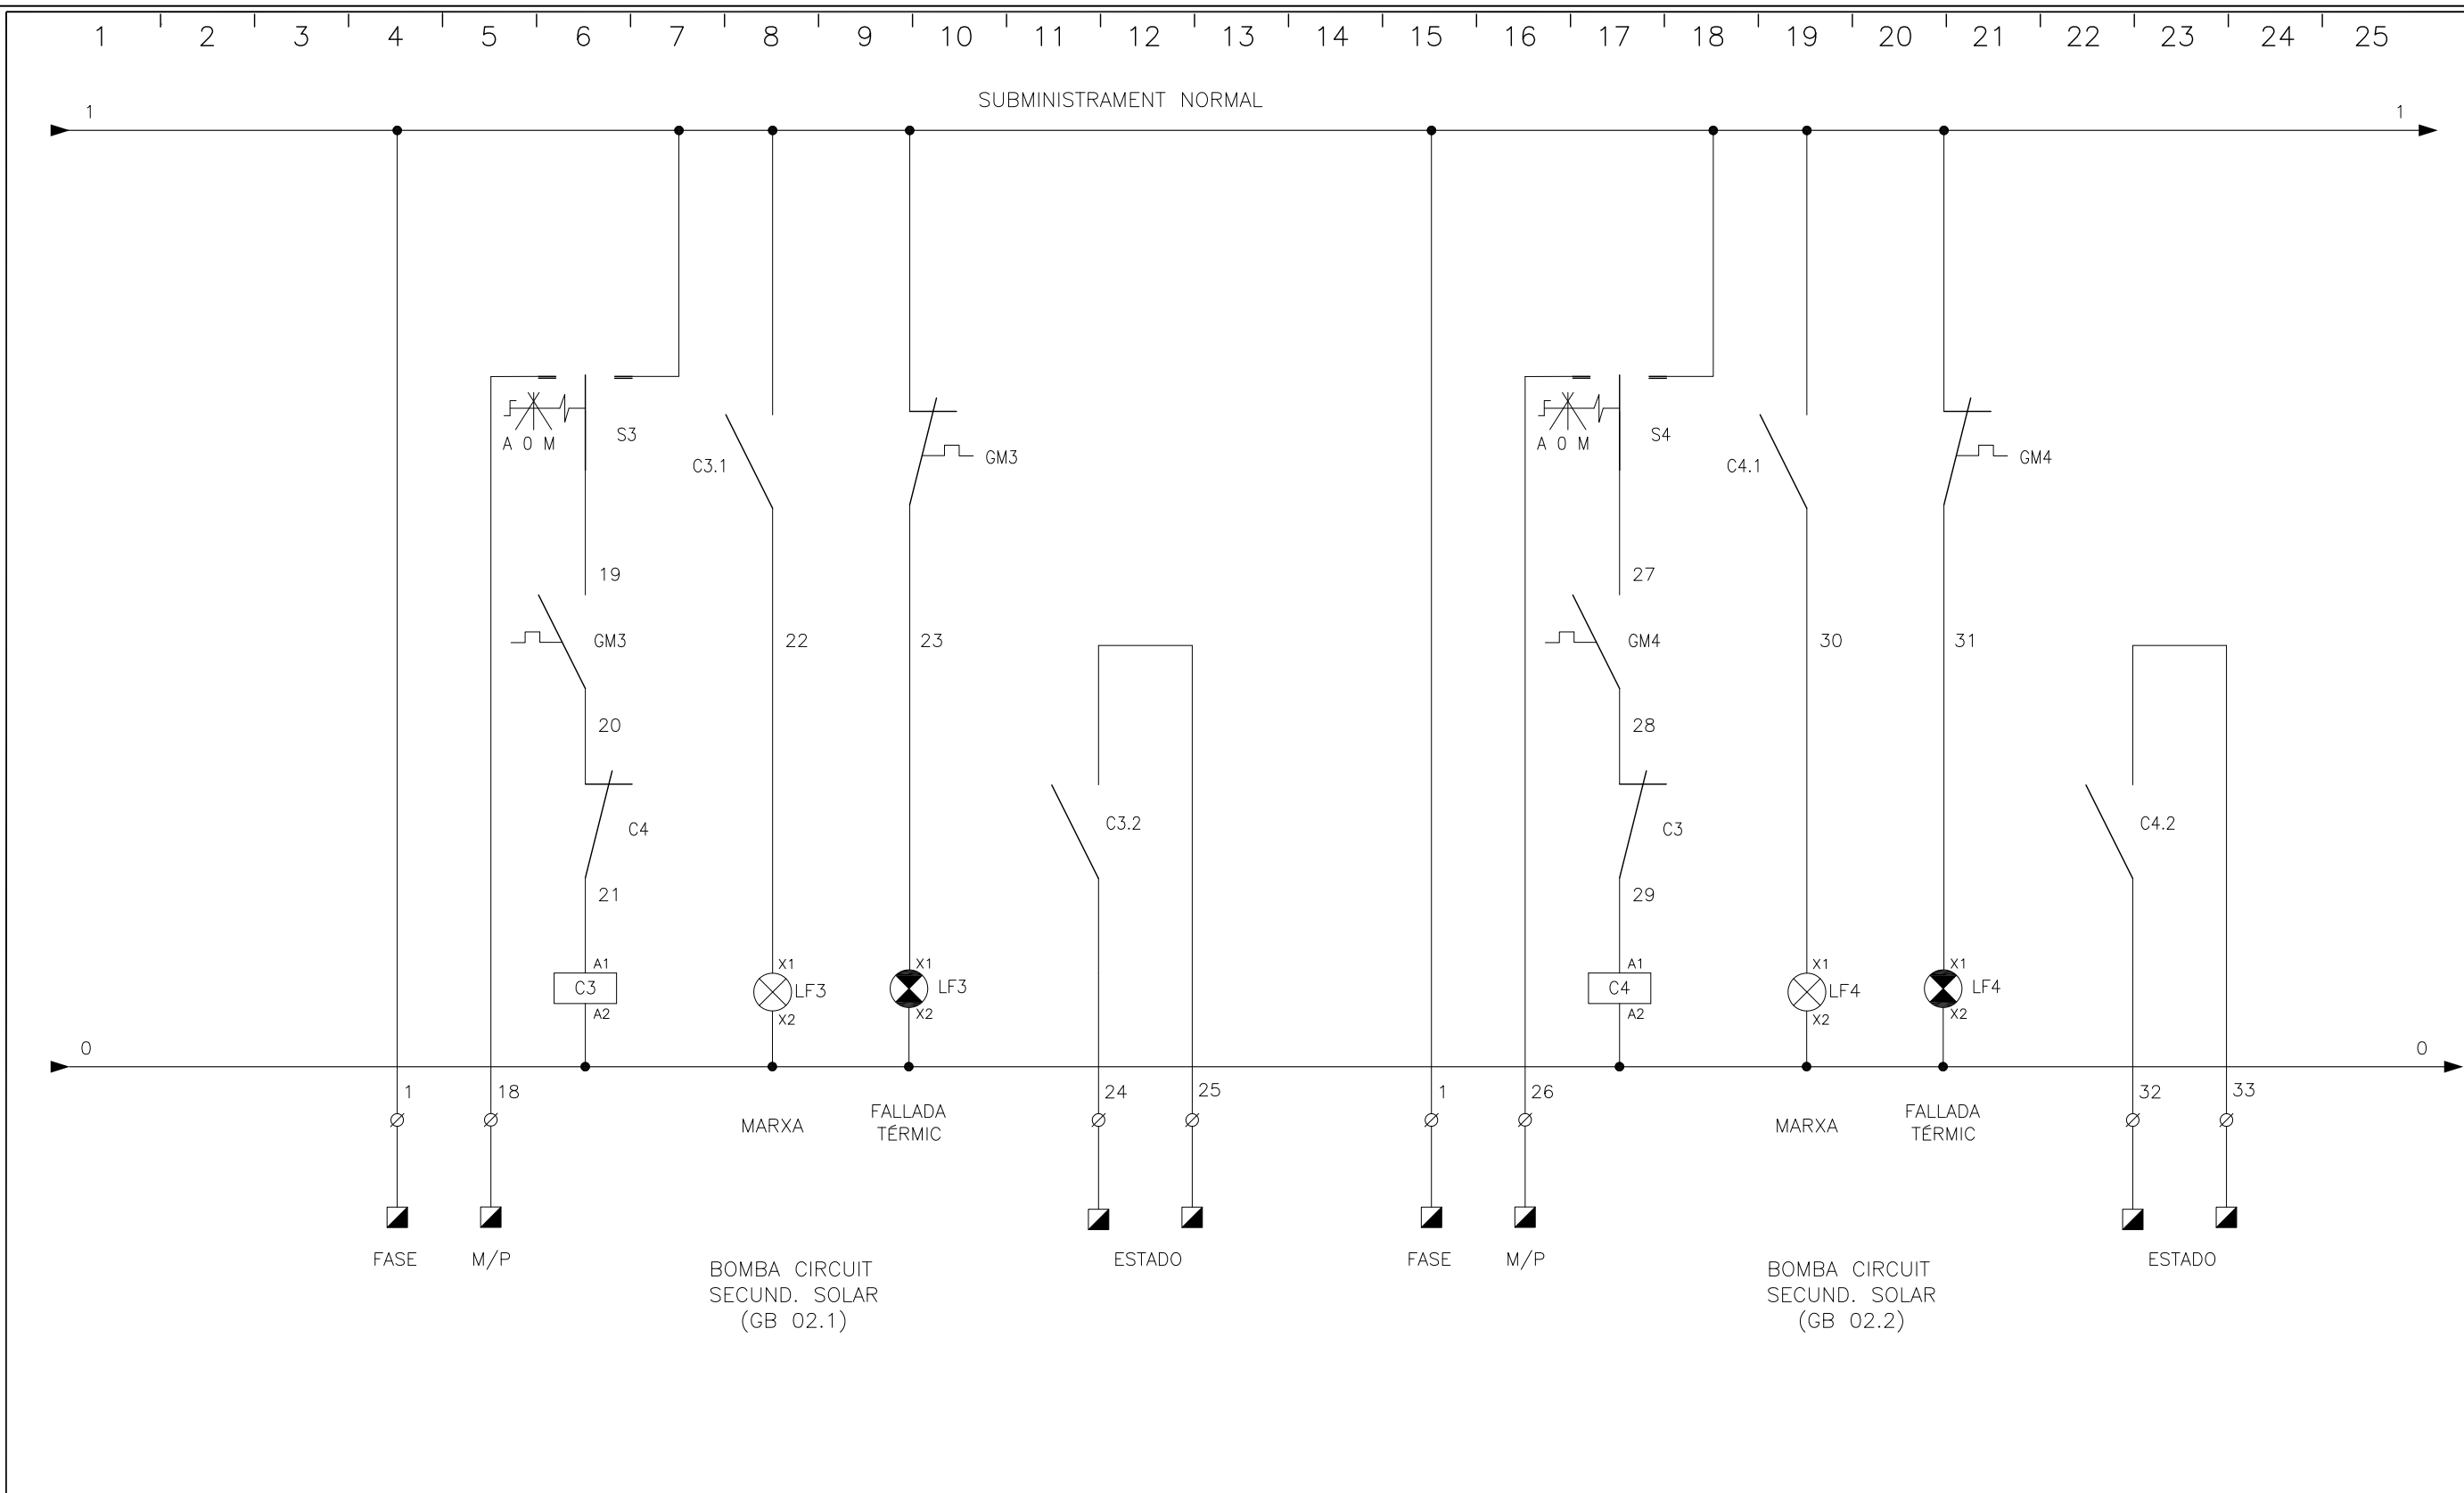 1 2 3 4 5 6 7 8 9 10 11 12 13 14 15 16 17 18 19 20 21 22 23 24 25
SUBMINISTRAMENT NORMAL
1 1
A O M S3
C3.1
GM3
A O M S4
C4.1
GM4
19 27
GM3 22 23
GM4 30 31
20 28
C4 C3.2 C3 C4.2
21 29
A1 X1 X1 A1 X1 X1
C3 LF3 LF3 C4 LF4 LF4
A2 X2 X2 A2 X2 X2
0 0
1 18 24 25 1 26 32 33
MARXA
FALLADA
TÉRMIC
MARXA
FALLADA
TÉRMIC
FASE M/P ESTADO FASE M/P ESTADO
BOMBA CIRCUIT
SECUND. SOLAR
(GB 02.1)
BOMBA CIRCUIT
SECUND. SOLAR
(GB 02.2)